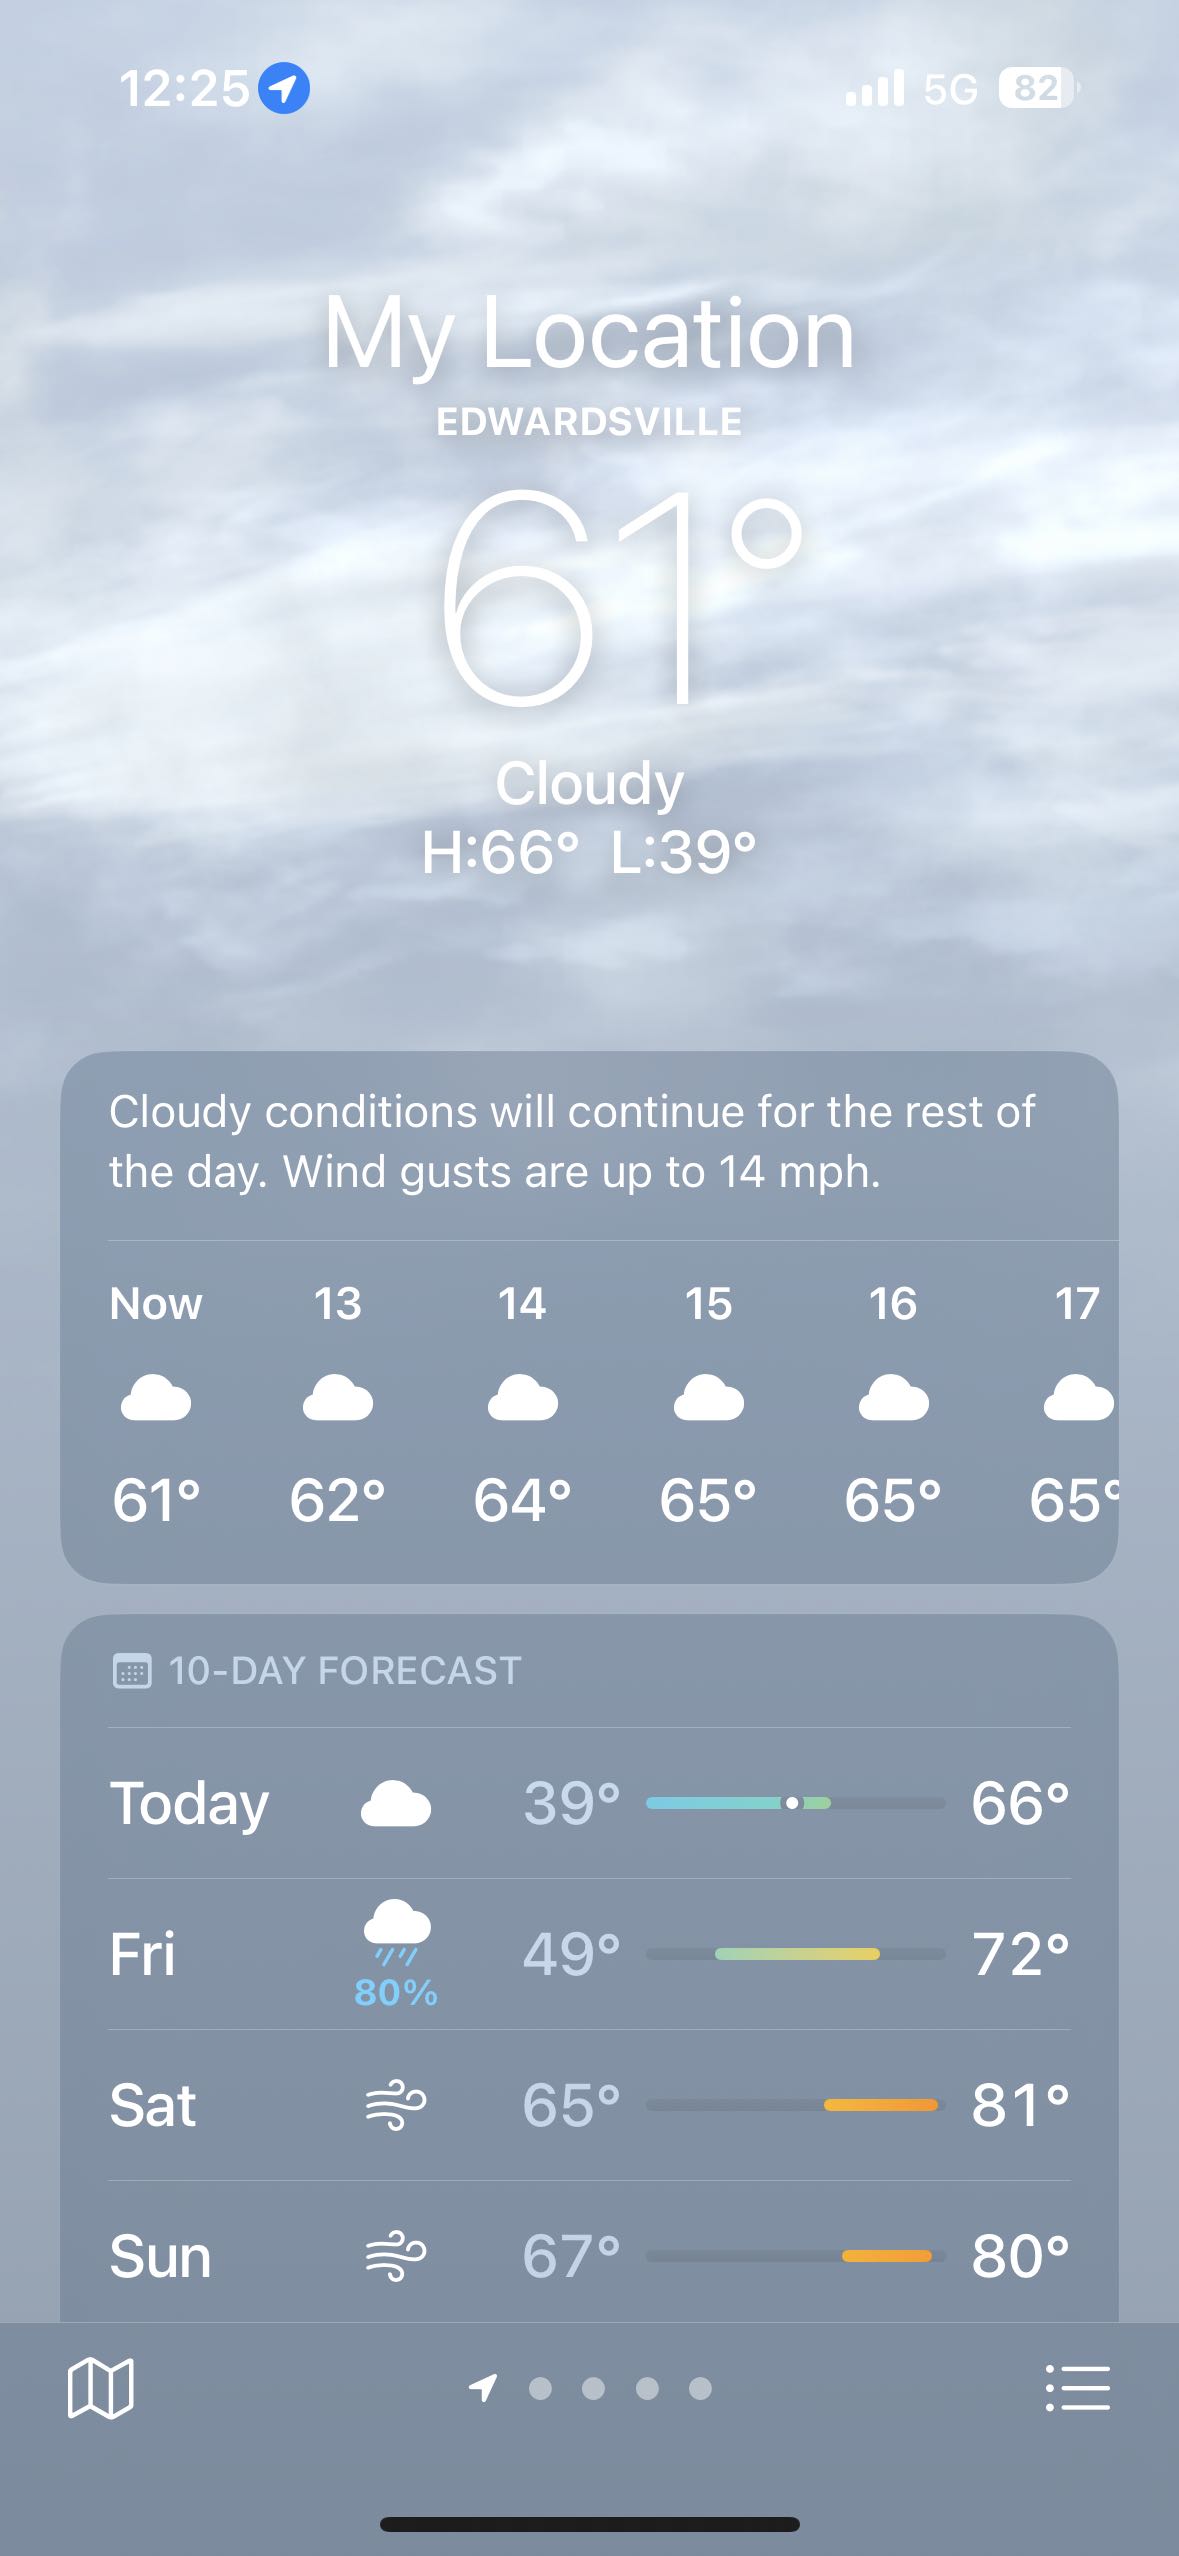 12:25 5G 82
My Location
EDWARDSVILLE
61°
Cloudy
H:66° L:39°
Cloudy conditions will continue for the rest of
the day. Wind gusts are up to 14 mph.
Now 13 14 15 16 17
61° 62° 64° 65° 65° 65°
10-DAY FORECAST
Today 39° 66°
Fri 80% 49° 72°
Sat 65° 81°
Sun 67° 80°